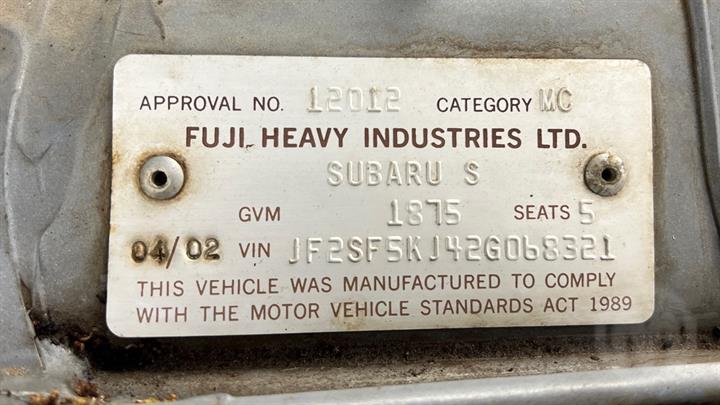 APPROVAL NO. 12012 CATEGORY MC
FUJI HEAVY INDUSTRIES LTD.
SUBARU S
GVM 1875 SEATS 5
04/02 VIN JF2SF5KJ42G068321
THIS VEHICLE WAS MANUFACTURED TO COMPLY
WITH THE MOTOR VEHICLE STANDARDS ACT 1989